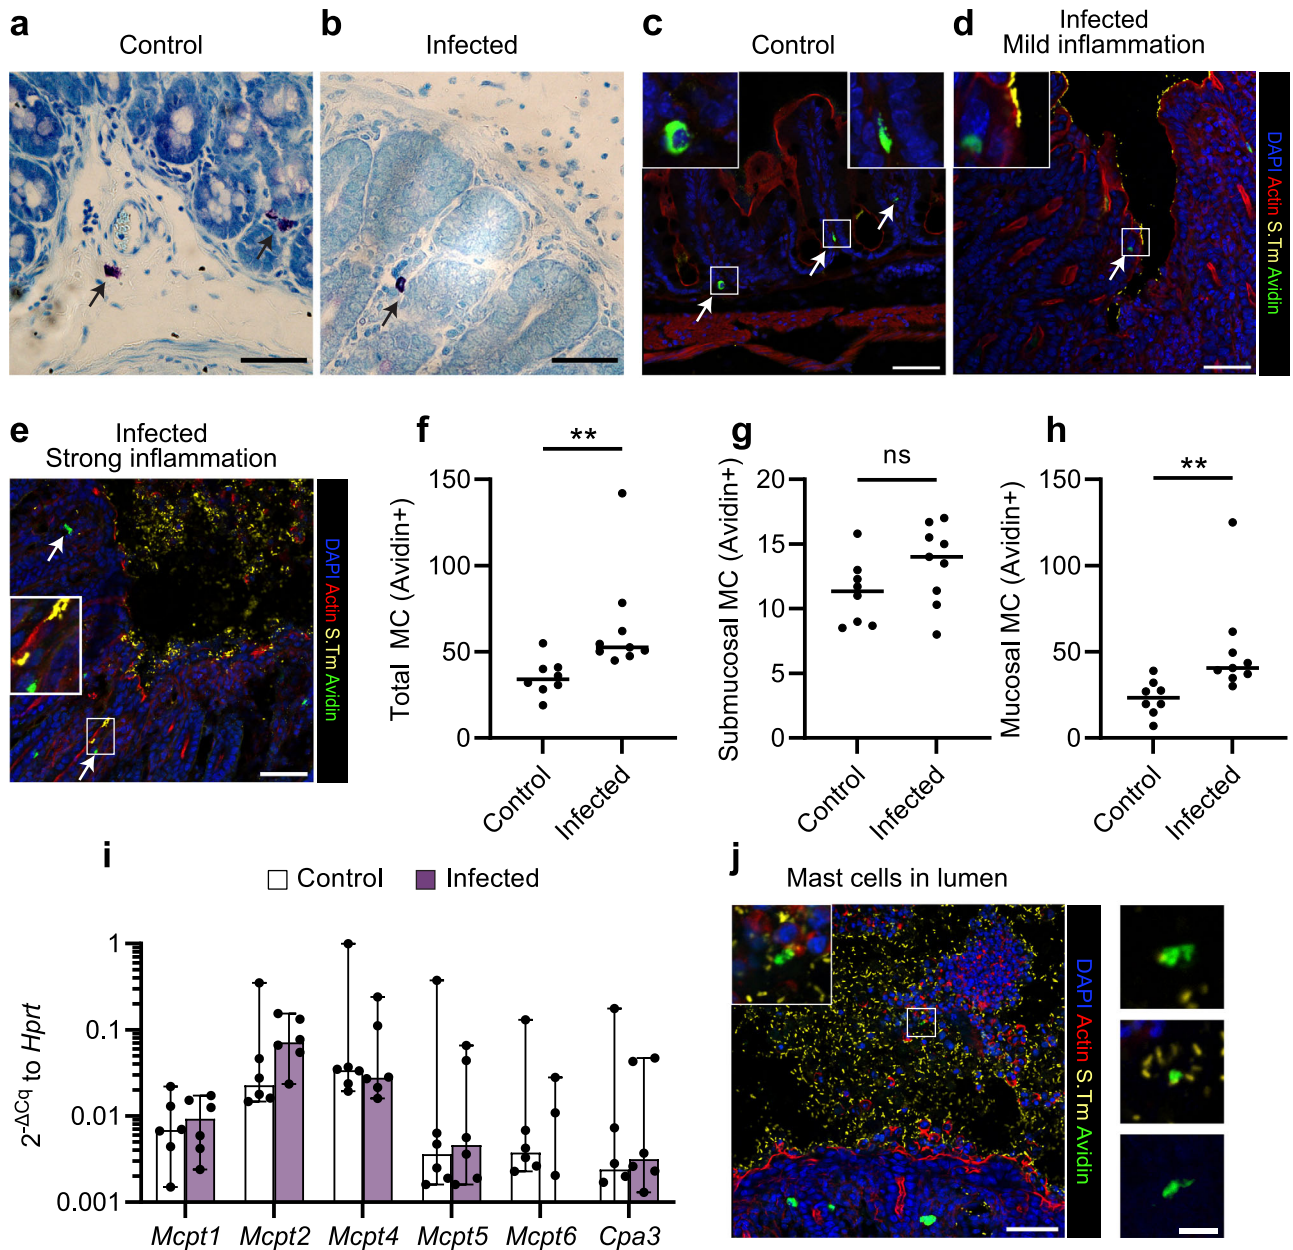 a
Control
b
Infected
c
Control
d
Infected
Mild inflammation
DAPI Actin S.Tm Avidin
e
Infected
Strong inflammation
DAPI Actin S.Tm Avidin
f
**
Total MC (Avidin+)
150
100
50
0
Control
Infected
g
ns
Submucosal MC (Avidin+)
20
15
10
5
0
Control
Infected
h
**
Mucosal MC (Avidin+)
150
100
50
0
Control
Infected
i
Control
Infected
2^-ΔCq to Hprt
1
0.1
0.01
0.001
Mcpt1
Mcpt2
Mcpt4
Mcpt5
Mcpt6
Cpa3
j
Mast cells in lumen
DAPI Actin S.Tm Avidin